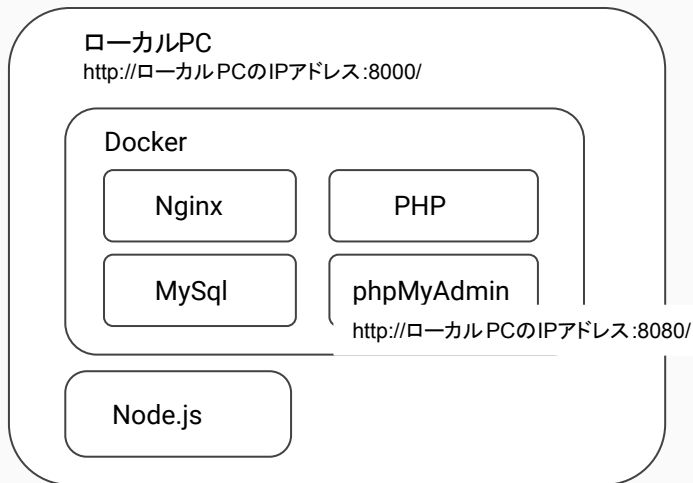 ローカルPC
http://ローカルPCのIPアドレス:8000/
Docker
Nginx
PHP
MySql
phpMyAdmin
http://ローカルPCのIPアドレス:8080/
Node.js